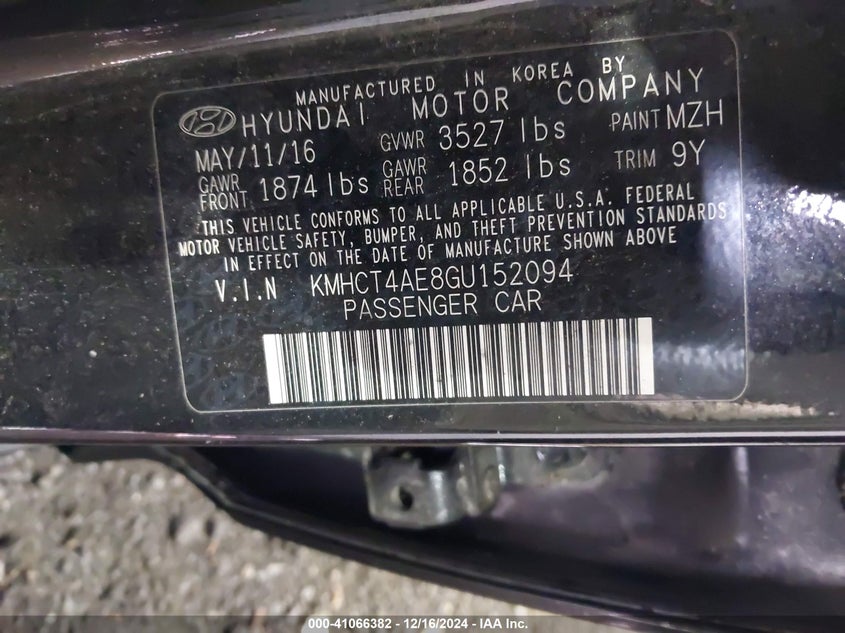 MANUFACTURED IN KOREA BY
HYUNDAI MOTOR COMPANY
MAY/11/16 GVWR 3527 lbs PAINT MZH
GAWR FRONT 1874 lbs GAWR REAR 1852 lbs TRIM 9Y
THIS VEHICLE CONFORMS TO ALL APPLICABLE U.S.A. FEDERAL
MOTOR VEHICLE SAFETY, BUMPER, AND THEFT PREVENTION STANDARDS
IN EFFECT ON THE DATE OF MANUFACTURE SHOWN ABOVE
V.I.N KMHCT4AE8GU152094
PASSENGER CAR
000-41066382 - 12/16/2024 - IAA Inc.